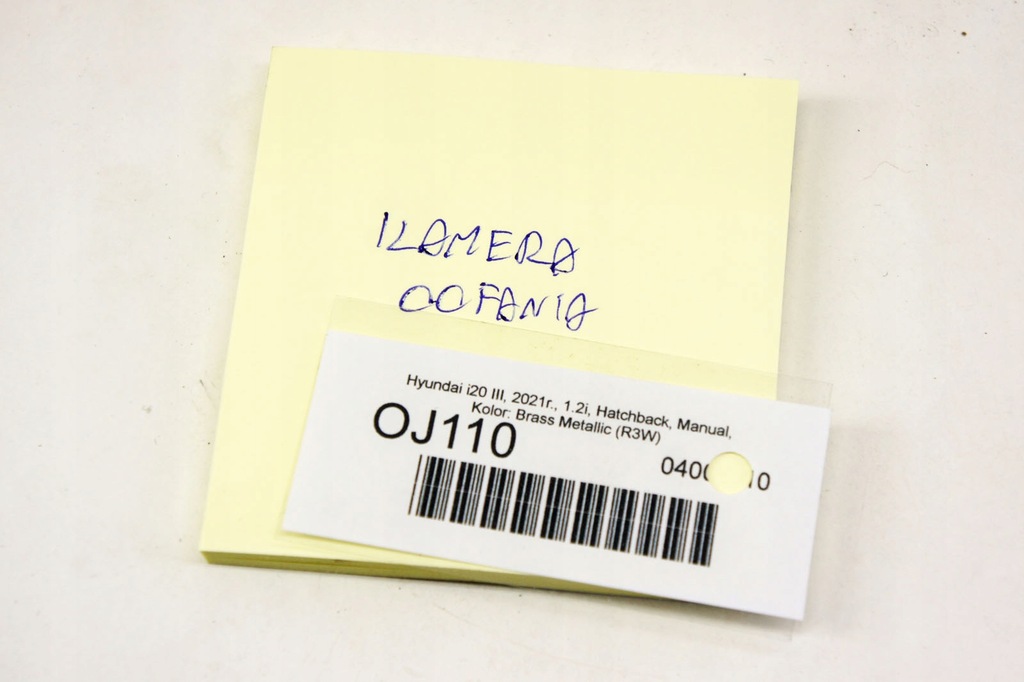 KAMERA
COFANIA
Hyundai i20 III, 2021r., 1.2i, Hatchback, Manual,
Kolor: Brass Metallic (R3W)
OJ110